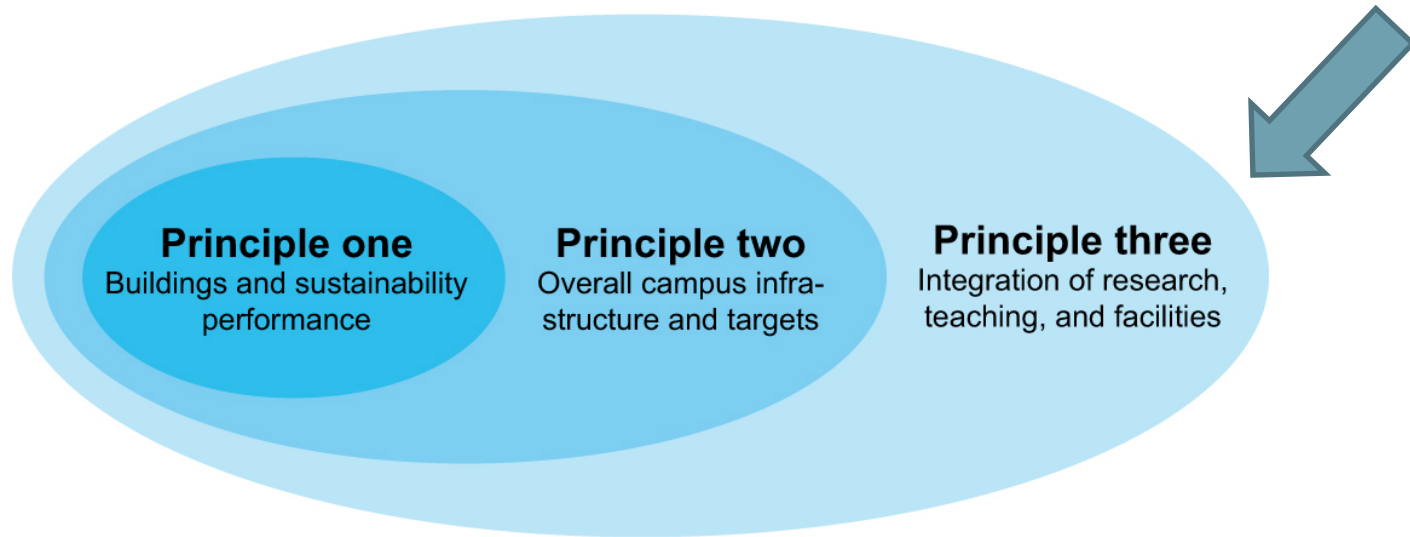 Principle one
Buildings and sustainability
performance
Principle two
Overall campus infra-
structure and targets
Principle three
Integration of research,
teaching, and facilities